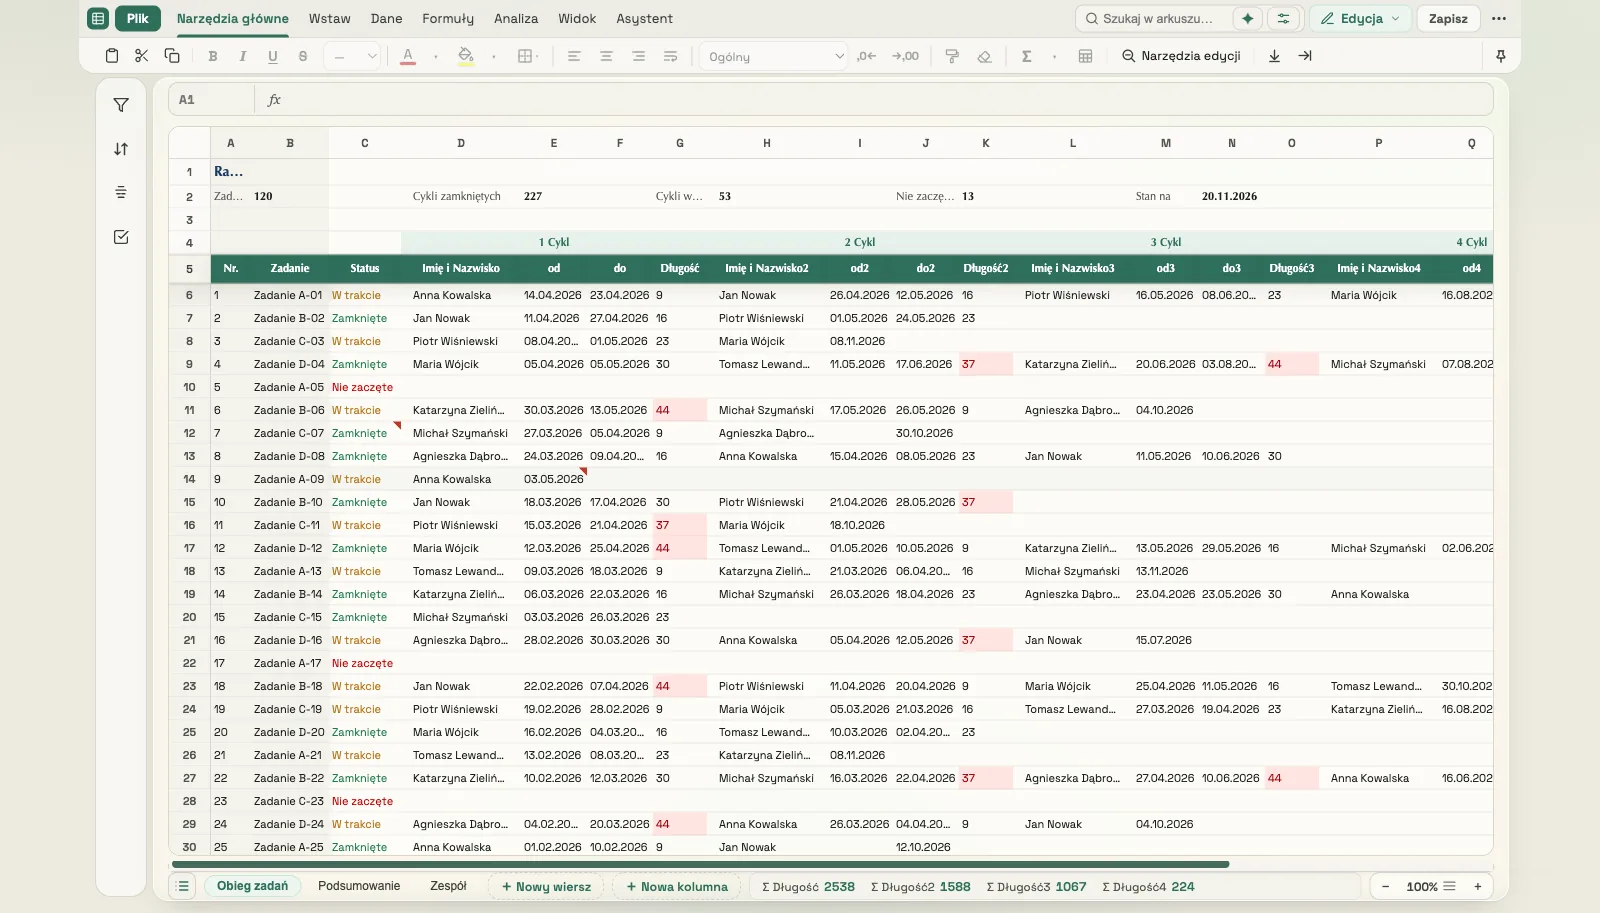 Plik Narzędzia główne Wstaw Dane Formuły Analiza Widok Asystent Szukaj w arkuszu... Edycja Zapisz
B I U S — A Ogólny ,0← →,00 Σ Narzędzia edycji
A1 fx
A B C D E F G H I J K L M N O P Q
1 Ra...
2 Zad... 120 Cykli zamkniętych 227 Cykli w... 53 Nie zaczę... 13 Stan na 20.11.2026
3
4 1 Cykl 2 Cykl 3 Cykl 4 Cykl
5 Nr. Zadanie Status Imię i Nazwisko od do Długość Imię i Nazwisko2 od2 do2 Długość2 Imię i Nazwisko3 od3 do3 Długość3 Imię i Nazwisko4 od4
6 1 Zadanie A-01 W trakcie Anna Kowalska 14.04.2026 23.04.2026 9 Jan Nowak 26.04.2026 12.05.2026 16 Piotr Wiśniewski 16.05.2026 08.06.20... 23 Maria Wójcik 16.08.202
7 2 Zadanie B-02 Zamknięte Jan Nowak 11.04.2026 27.04.2026 16 Piotr Wiśniewski 01.05.2026 24.05.2026 23
8 3 Zadanie C-03 W trakcie Piotr Wiśniewski 08.04.20... 01.05.2026 23 Maria Wójcik 08.11.2026
9 4 Zadanie D-04 Zamknięte Maria Wójcik 05.04.2026 05.05.2026 30 Tomasz Lewand... 11.05.2026 17.06.2026 37 Katarzyna Zieliń... 20.06.2026 03.08.20... 44 Michał Szymański 07.08.202
10 5 Zadanie A-05 Nie zaczęte
11 6 Zadanie B-06 W trakcie Katarzyna Zieliń... 30.03.2026 13.05.2026 44 Michał Szymański 17.05.2026 26.05.2026 9 Agnieszka Dąbro... 04.10.2026
12 7 Zadanie C-07 Zamknięte Michał Szymański 27.03.2026 05.04.2026 9 Agnieszka Dąbro... 30.10.2026
13 8 Zadanie D-08 Zamknięte Agnieszka Dąbro... 24.03.2026 09.04.20... 16 Anna Kowalska 15.04.2026 08.05.2026 23 Jan Nowak 11.05.2026 10.06.2026 30
14 9 Zadanie A-09 W trakcie Anna Kowalska 03.05.2026
15 10 Zadanie B-10 Zamknięte Jan Nowak 18.03.2026 17.04.2026 30 Piotr Wiśniewski 21.04.2026 28.05.2026 37
16 11 Zadanie C-11 W trakcie Piotr Wiśniewski 15.03.2026 21.04.2026 37 Maria Wójcik 18.10.2026
17 12 Zadanie D-12 Zamknięte Maria Wójcik 12.03.2026 25.04.2026 44 Tomasz Lewand... 01.05.2026 10.05.2026 9 Katarzyna Zieliń... 13.05.2026 29.05.2026 16 Michał Szymański 02.06.202
18 13 Zadanie A-13 W trakcie Tomasz Lewand... 09.03.2026 18.03.2026 9 Katarzyna Zieliń... 21.03.2026 06.04.20... 16 Michał Szymański 13.11.2026
19 14 Zadanie B-14 Zamknięte Katarzyna Zieliń... 06.03.2026 22.03.2026 16 Michał Szymański 26.03.2026 18.04.2026 23 Agnieszka Dąbro... 23.04.2026 23.05.2026 30 Anna Kowalska
20 15 Zadanie C-15 Zamknięte Michał Szymański 03.03.2026 26.03.2026 23
21 16 Zadanie D-16 W trakcie Agnieszka Dąbro... 28.02.2026 30.03.2026 30 Anna Kowalska 05.04.2026 12.05.2026 37 Jan Nowak 15.07.2026
22 17 Zadanie A-17 Nie zaczęte
23 18 Zadanie B-18 W trakcie Jan Nowak 22.02.2026 07.04.2026 44 Piotr Wiśniewski 11.04.2026 20.04.2026 9 Maria Wójcik 25.04.2026 11.05.2026 16 Tomasz Lewand... 30.10.202
24 19 Zadanie C-19 W trakcie Piotr Wiśniewski 19.02.2026 28.02.2026 9 Maria Wójcik 05.03.2026 21.03.2026 16 Tomasz Lewand... 27.03.2026 19.04.2026 23 Katarzyna Zieliń... 16.08.202
25 20 Zadanie D-20 Zamknięte Maria Wójcik 16.02.2026 04.03.20... 16 Tomasz Lewand... 10.03.2026 02.04.20... 23
26 21 Zadanie A-21 W trakcie Tomasz Lewand... 13.02.2026 08.03.20... 23 Katarzyna Zieliń... 08.11.2026
27 22 Zadanie B-22 Zamknięte Katarzyna Zieliń... 10.02.2026 12.03.2026 30 Michał Szymański 16.03.2026 22.04.2026 37 Agnieszka Dąbro... 27.04.2026 10.06.2026 44 Anna Kowalska 16.06.202
28 23 Zadanie C-23 Nie zaczęte
29 24 Zadanie D-24 W trakcie Agnieszka Dąbro... 04.02.20... 20.03.2026 44 Anna Kowalska 26.03.2026 04.04.20... 9 Jan Nowak 04.10.2026
30 25 Zadanie A-25 Zamknięte Anna Kowalska 01.02.2026 10.02.2026 9 Jan Nowak 12.10.2026
Obieg zadań Podsumowanie Zespół + Nowy wiersz + Nowa kolumna Σ Długość 2538 Σ Długość2 1588 Σ Długość3 1067 Σ Długość4 224 − 100% +